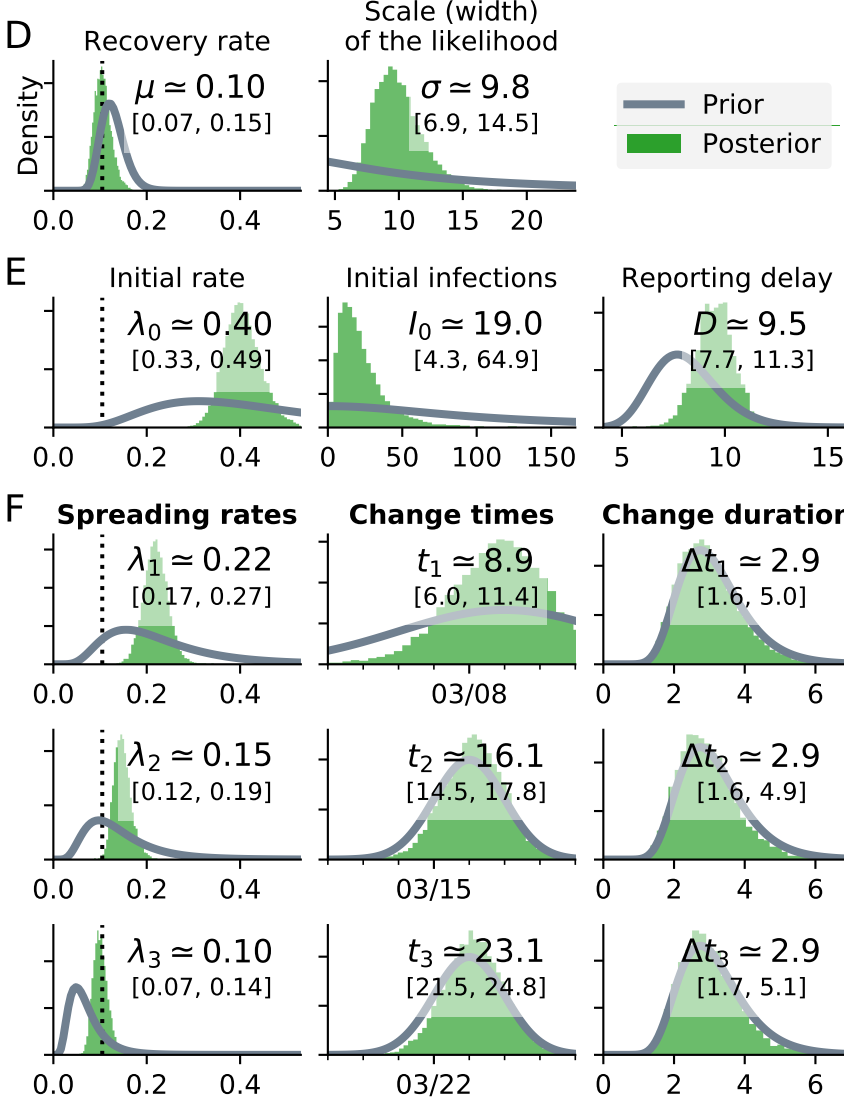 D
Recovery rate
Scale (width)
of the likelihood
Density
μ ≃ 0.10
[0.07, 0.15]
σ ≃ 9.8
[6.9, 14.5]
Prior
Posterior
0.0 0.2 0.4
5 10 15 20
E
Initial rate
Initial infections
Reporting delay
λ0 ≃ 0.40
[0.33, 0.49]
I0 ≃ 19.0
[4.3, 64.9]
D ≃ 9.5
[7.7, 11.3]
0.0 0.2 0.4
0 50 100 150
5 10 15
F
Spreading rates
Change times
Change duration
λ1 ≃ 0.22
[0.17, 0.27]
t1 ≃ 8.9
[6.0, 11.4]
Δt1 ≃ 2.9
[1.6, 5.0]
0.0 0.2 0.4
03/08
0 2 4 6
λ2 ≃ 0.15
[0.12, 0.19]
t2 ≃ 16.1
[14.5, 17.8]
Δt2 ≃ 2.9
[1.6, 4.9]
0.0 0.2 0.4
03/15
0 2 4 6
λ3 ≃ 0.10
[0.07, 0.14]
t3 ≃ 23.1
[21.5, 24.8]
Δt3 ≃ 2.9
[1.7, 5.1]
0.0 0.2 0.4
03/22
0 2 4 6